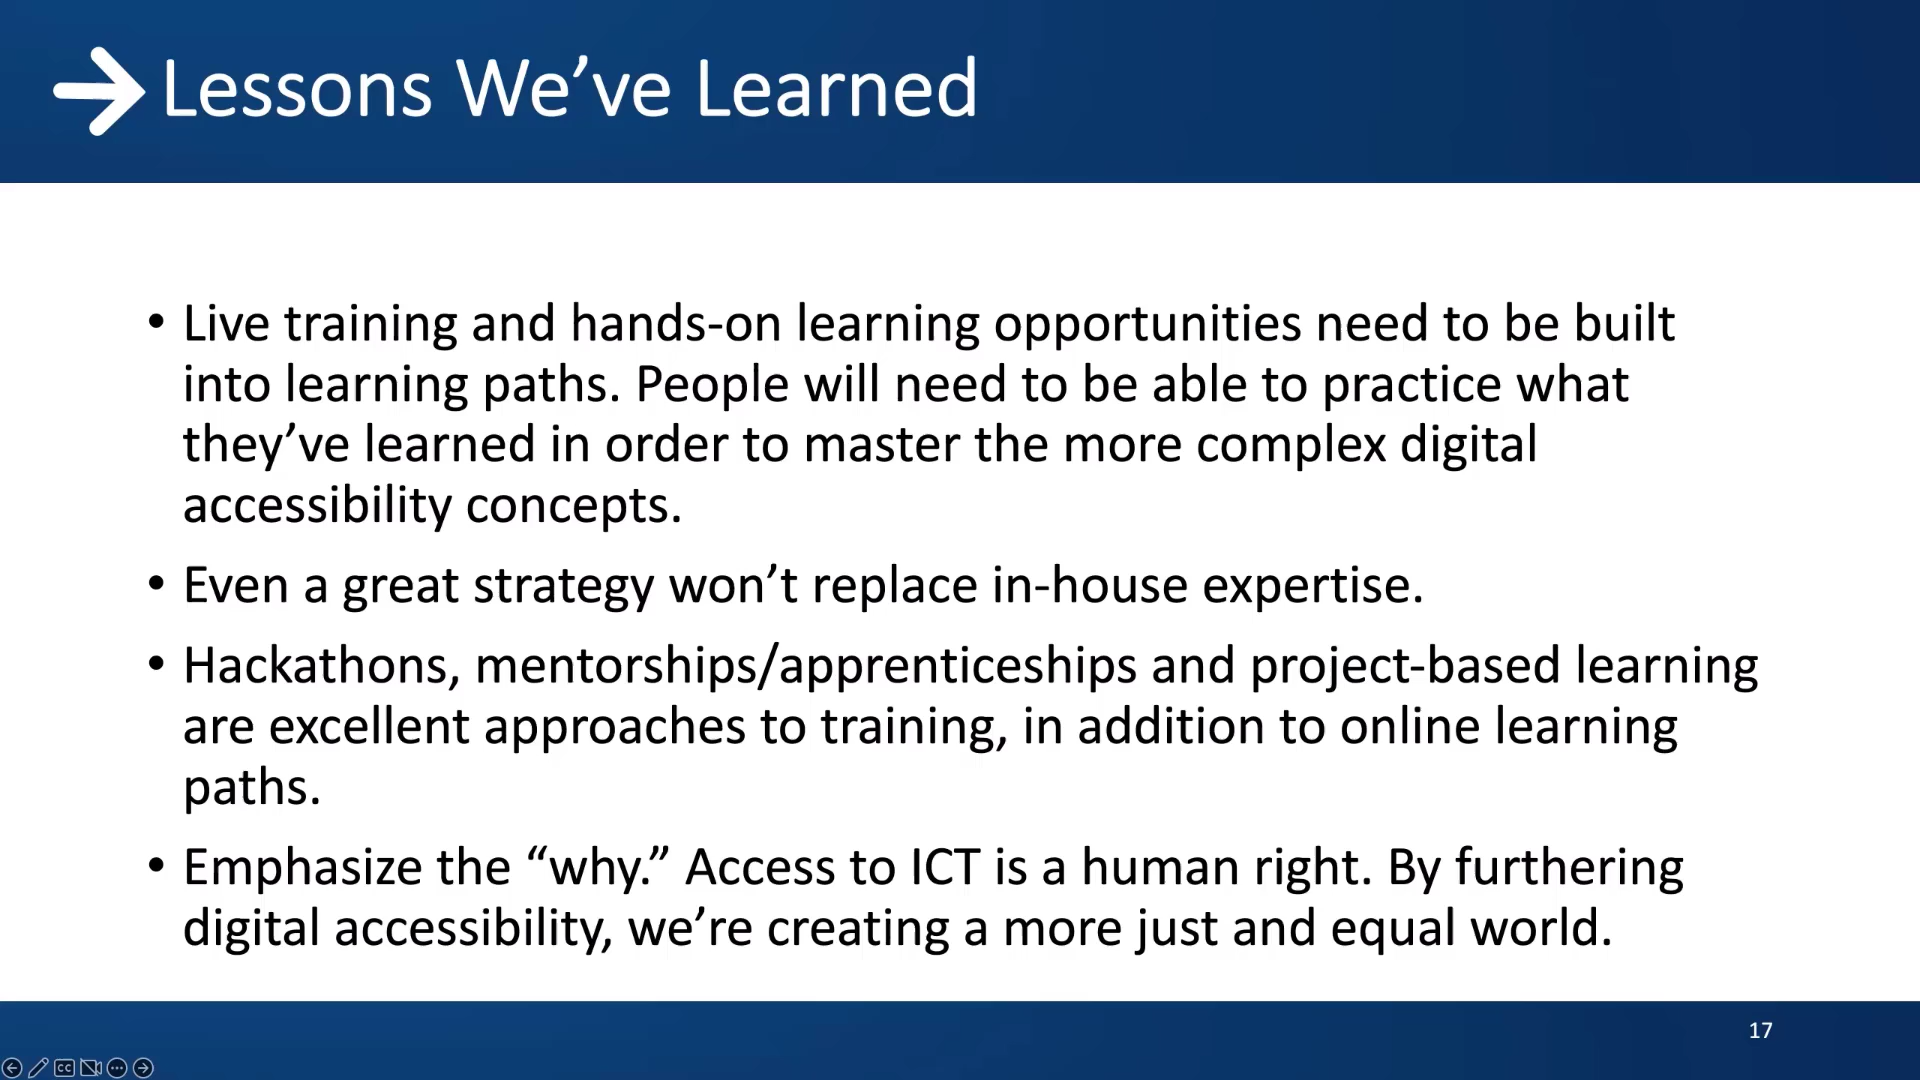 Lessons We’ve Learned
• Live training and hands-on learning opportunities need to be built
into learning paths. People will need to be able to practice what
they’ve learned in order to master the more complex digital
accessibility concepts.
• Even a great strategy won’t replace in-house expertise.
• Hackathons, mentorships/apprenticeships and project-based learning
are excellent approaches to training, in addition to online learning
paths.
• Emphasize the “why.” Access to ICT is a human right. By furthering
digital accessibility, we’re creating a more just and equal world.
17
CC